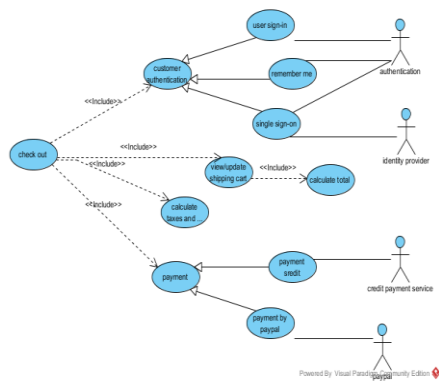 user sign-in
customer
authentication
remember me
authentication
<<Include>>
single sign-on
check out
<<Include>>
identity provider
<<Include>>
view/update
shipping cart
<<Include>>
calculate total
calculate
taxes and ...
<<Include>>
payment
payment
sredit
credit payment service
payment by
paypal
paypal
Powered By Visual Paradigm Community Edition